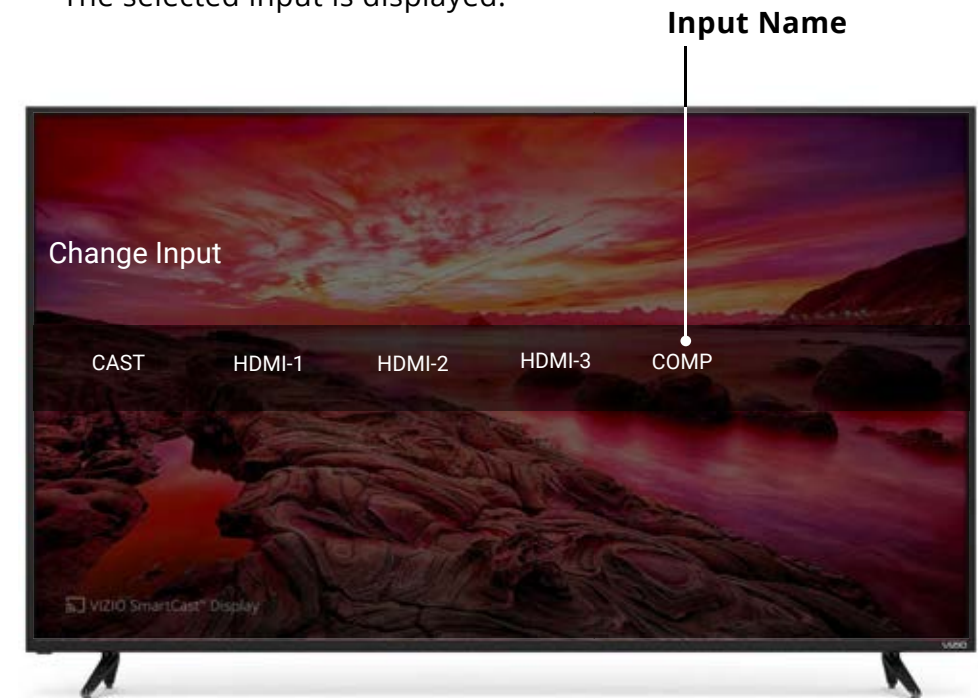 The selected input is displayed.
Input Name
Change Input
CAST HDMI-1 HDMI-2 HDMI-3 COMP
VIZIO SmartCast™ Display
VIZIO